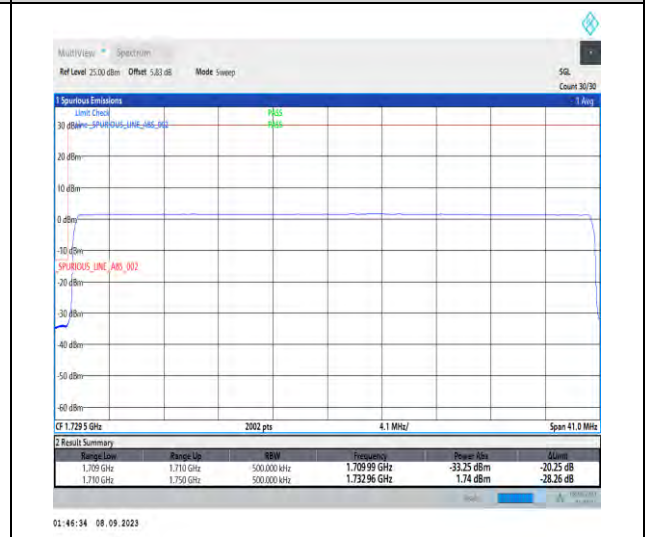 MultiView Spectrum
Ref Level 25.00 dBm Offset 5.83 dB Mode Sweep SGL
Count 30/30
1 Spurious Emissions 1 Avg
Limit Check PASS
30 dBm _SPURIOUS_LINE_ABS_002 PASS
20 dBm
10 dBm
0 dBm
-10 dBm
_SPURIOUS_LINE_ABS_002
-20 dBm
-30 dBm
-40 dBm
-50 dBm
-60 dBm
CF 1.729 5 GHz 2002 pts 4.1 MHz/ Span 41.0 MHz
2 Result Summary
Range Low Range Up RBW Frequency Power Abs ΔLimit
1.709 GHz 1.710 GHz 500.000 kHz 1.709 99 GHz -33.25 dBm -20.25 dB
1.710 GHz 1.750 GHz 500.000 kHz 1.732 96 GHz 1.74 dBm -28.26 dB
01:46:34 08.09.2023